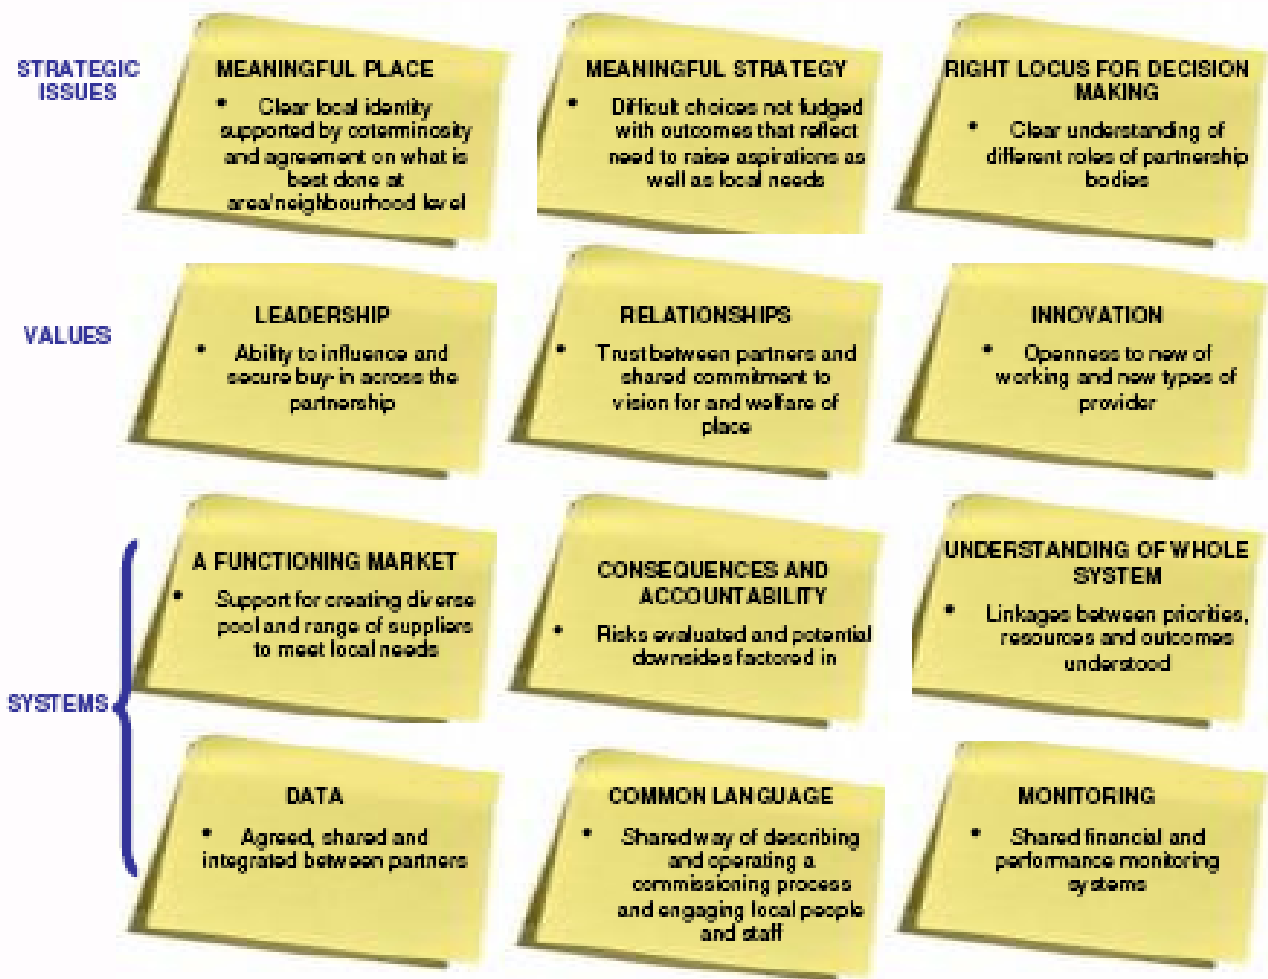 STRATEGIC
ISSUES
MEANINGFUL PLACE
• Clear local identity
supported by coterminosity
and agreement on what is
best done at
area/neighbourhood level
MEANINGFUL STRATEGY
• Difficult choices not fudged
with outcomes that reflect
need to raise aspirations as
well as local needs
RIGHT LOCUS FOR DECISION
MAKING
• Clear understanding of
different roles of partnership
bodies
VALUES
LEADERSHIP
• Ability to influence and
secure buy-in across the
partnership
RELATIONSHIPS
• Trust between partners and
shared commitment to
vision for and welfare of
place
INNOVATION
• Openness to new of
working and new types of
provider
SYSTEMS
A FUNCTIONING MARKET
• Support for creating diverse
pool and range of suppliers
to meet local needs
CONSEQUENCES AND
ACCOUNTABILITY
• Risks evaluated and potential
downsides factored in
UNDERSTANDING OF WHOLE
SYSTEM
• Linkages between priorities,
resources and outcomes
understood
DATA
• Agreed, shared and
integrated between partners
COMMON LANGUAGE
• Shared way of describing
and operating a
commissioning process
and engaging local people
and staff
MONITORING
• Shared financial and
performance monitoring
systems